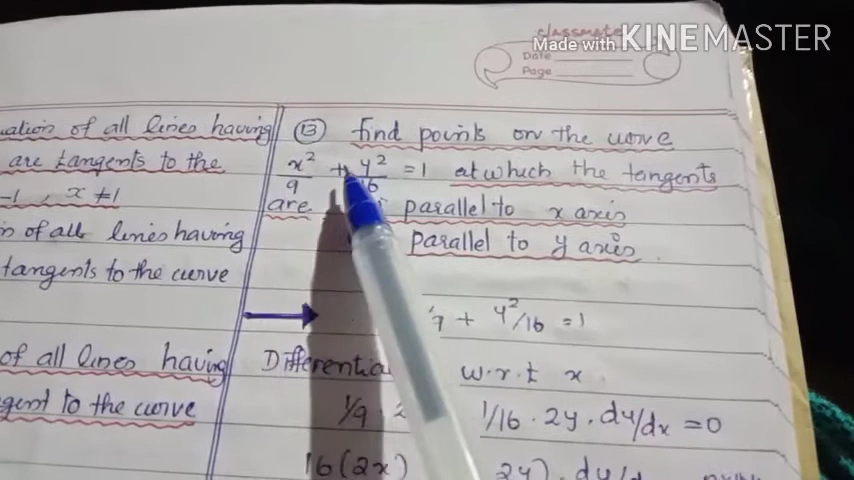 classmate
Made with KINEMASTER
Date
Page
uation of all lines having
are tangents to the
-1, x ≠ 1
n of all lines having
tangents to the curve
of all lines having
gent to the curve
(13) find points on the curve
x²/9 + y²/16 = 1 at which the tangents
are parallel to x axis
parallel to y axis
/9 + y²/16 = 1
Differentia w.r.t x
1/9 . 2 1/16 . 2y . dy/dx = 0
16(2x) 2y) . dy/d